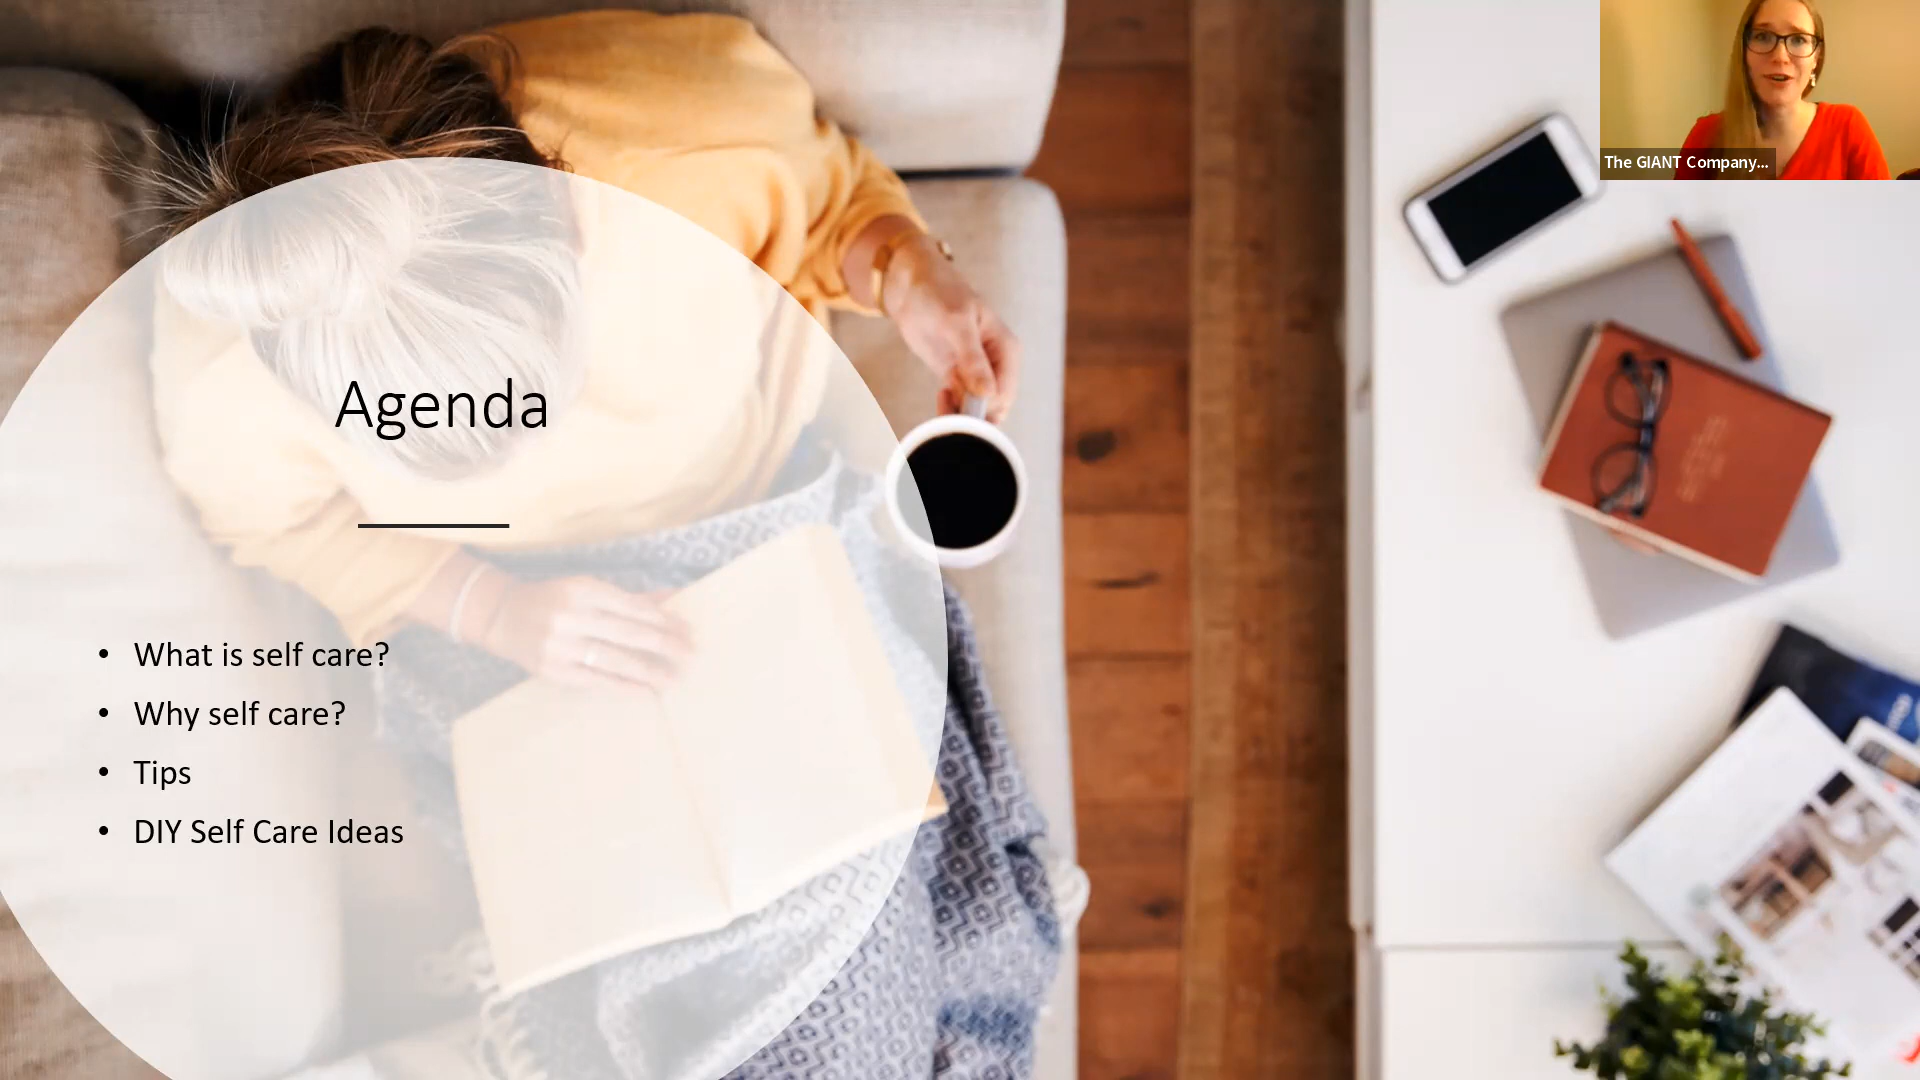 The GIANT Company...
Agenda
• What is self care?
• Why self care?
• Tips
• DIY Self Care Ideas